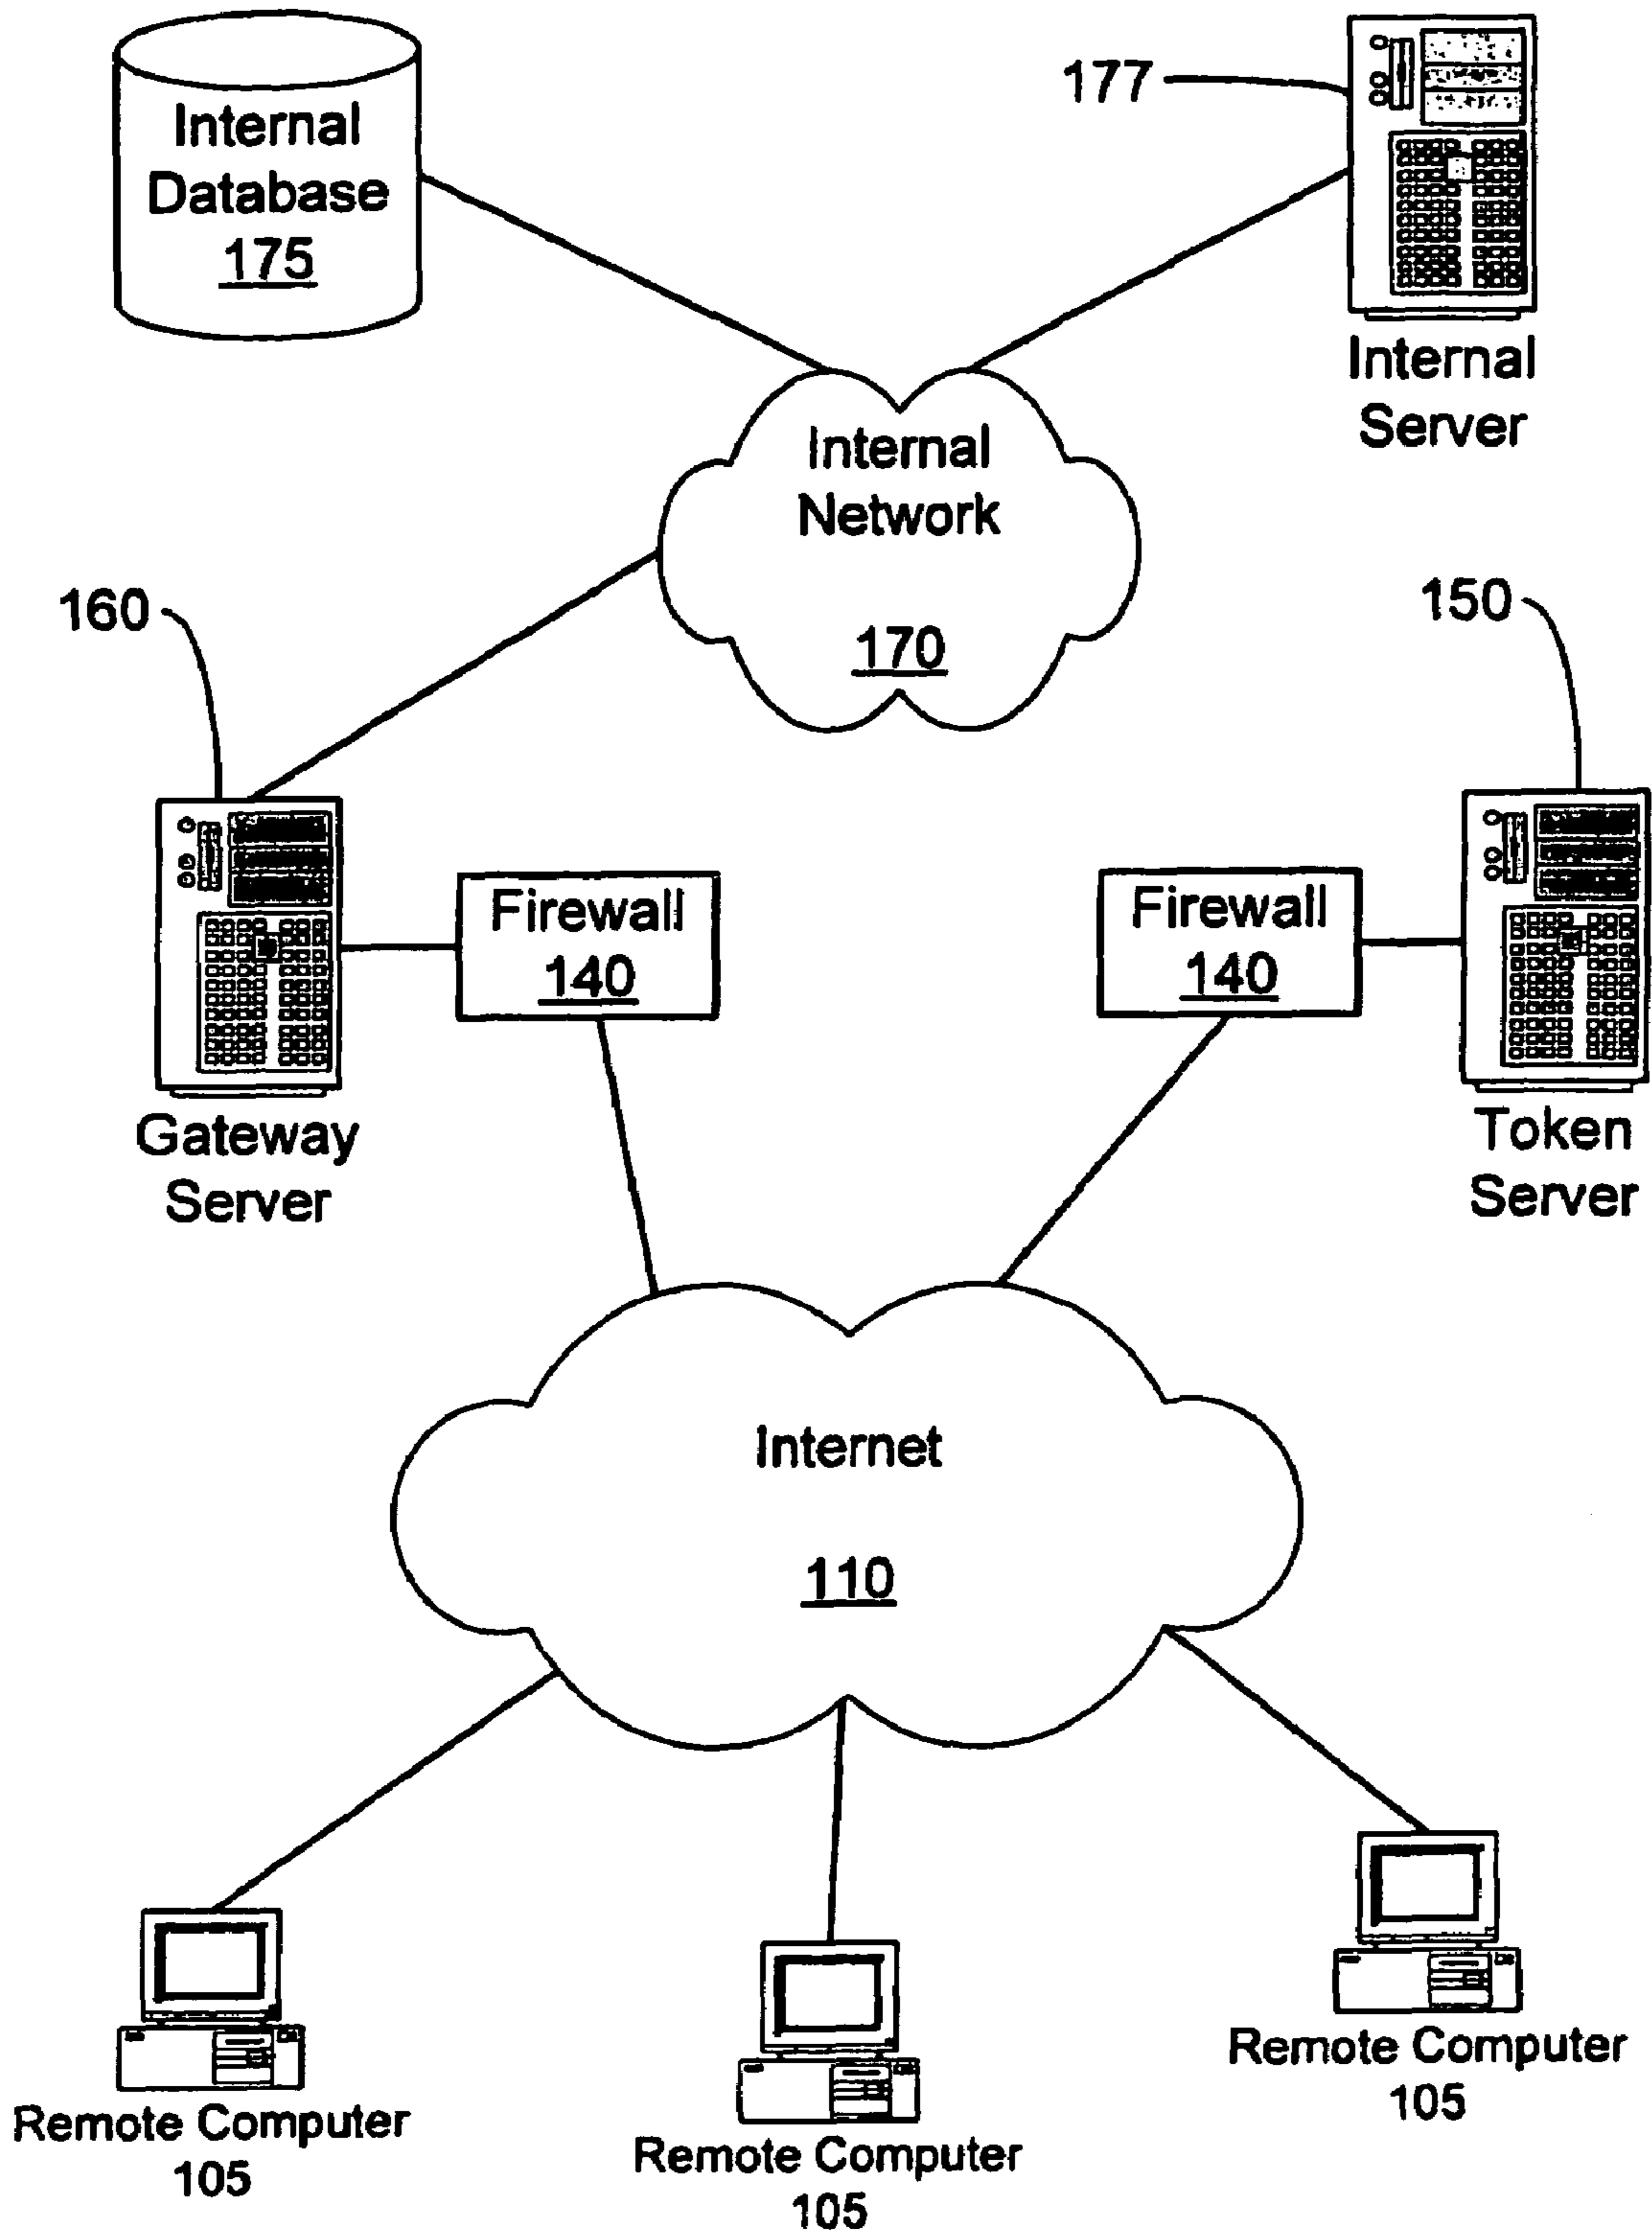 Internal
Database
175
177
Internal
Server
Internal
Network
170
160
150
Firewall
140
Firewall
140
Gateway
Server
Token
Server
Internet
110
Remote Computer
105
Remote Computer
105
Remote Computer
105